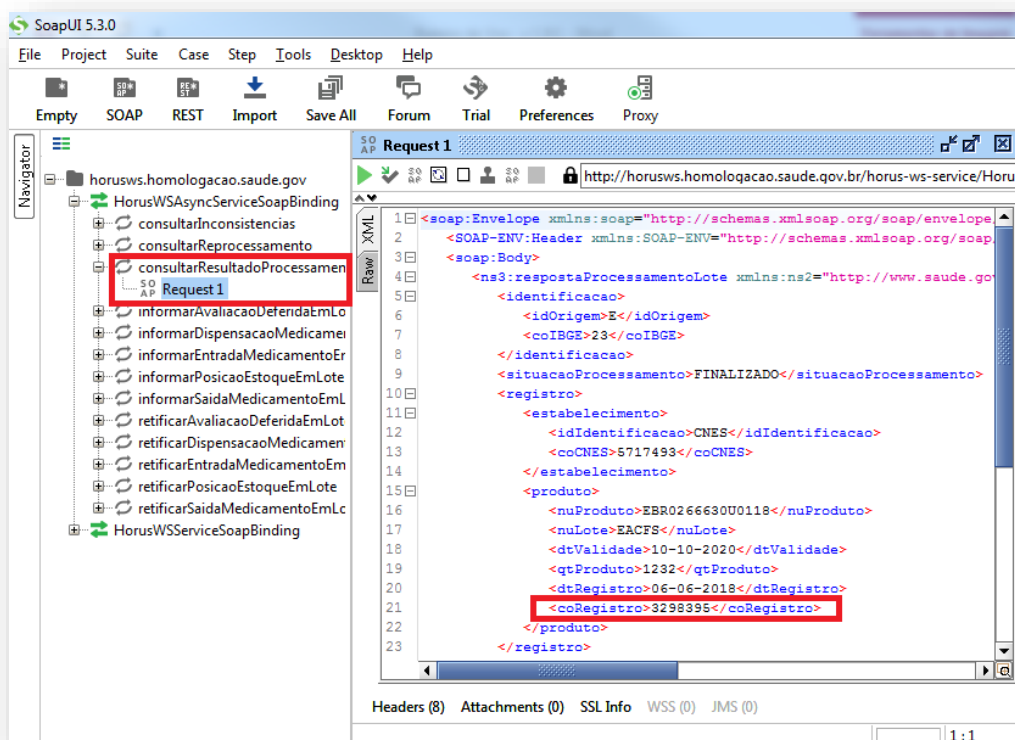 SoapUI 5.3.0
File Project Suite Case Step Tools Desktop Help
Empty SOAP REST Import Save All Forum Trial Preferences Proxy
Navigator
horusws.homologacao.saude.gov
HorusWSAsyncServiceSoapBinding
consultarInconsistencias
consultarReprocessamento
consultarResultadoProcessamen
SOAP Request 1
informarAvaliacaoDeferidaEmLo
informarDispensacaoMedicamei
informarEntradaMedicamentoEr
informarPosicaoEstoqueEmLote
informarSaidaMedicamentoEmL
retificarAvaliacaoDeferidaEmLot
retificarDispensacaoMedicamen
retificarEntradaMedicamentoEm
retificarPosicaoEstoqueEmLote
retificarSaidaMedicamentoEmLc
HorusWSServiceSoapBinding
SOAP Request 1
http://horusws.homologacao.saude.gov.br/horus-ws-service/Horu
XML
Raw
1 <soap:Envelope xmlns:soap="http://schemas.xmlsoap.org/soap/envelope/
2 <SOAP-ENV:Header xmlns:SOAP-ENV="http://schemas.xmlsoap.org/soap,
3 <soap:Body>
4 <ns3:respostaProcessamentoLote xmlns:ns2="http://www.saude.go
5 <identificacao>
6 <idOrigem>E</idOrigem>
7 <coIBGE>23</coIBGE>
8 </identificacao>
9 <situacaoProcessamento>FINALIZADO</situacaoProcessamento>
10 <registro>
11 <estabelecimento>
12 <idIdentificacao>CNES</idIdentificacao>
13 <coCNES>5717493</coCNES>
14 </estabelecimento>
15 <produto>
16 <nuProduto>EBR0266630U0118</nuProduto>
17 <nuLote>EACFS</nuLote>
18 <dtValidade>10-10-2020</dtValidade>
19 <qtProduto>1232</qtProduto>
20 <dtRegistro>06-06-2018</dtRegistro>
21 <coRegistro>3298395</coRegistro>
22 </produto>
23 </registro>
Headers (8) Attachments (0) SSL Info WSS (0) JMS (0)
1 : 1